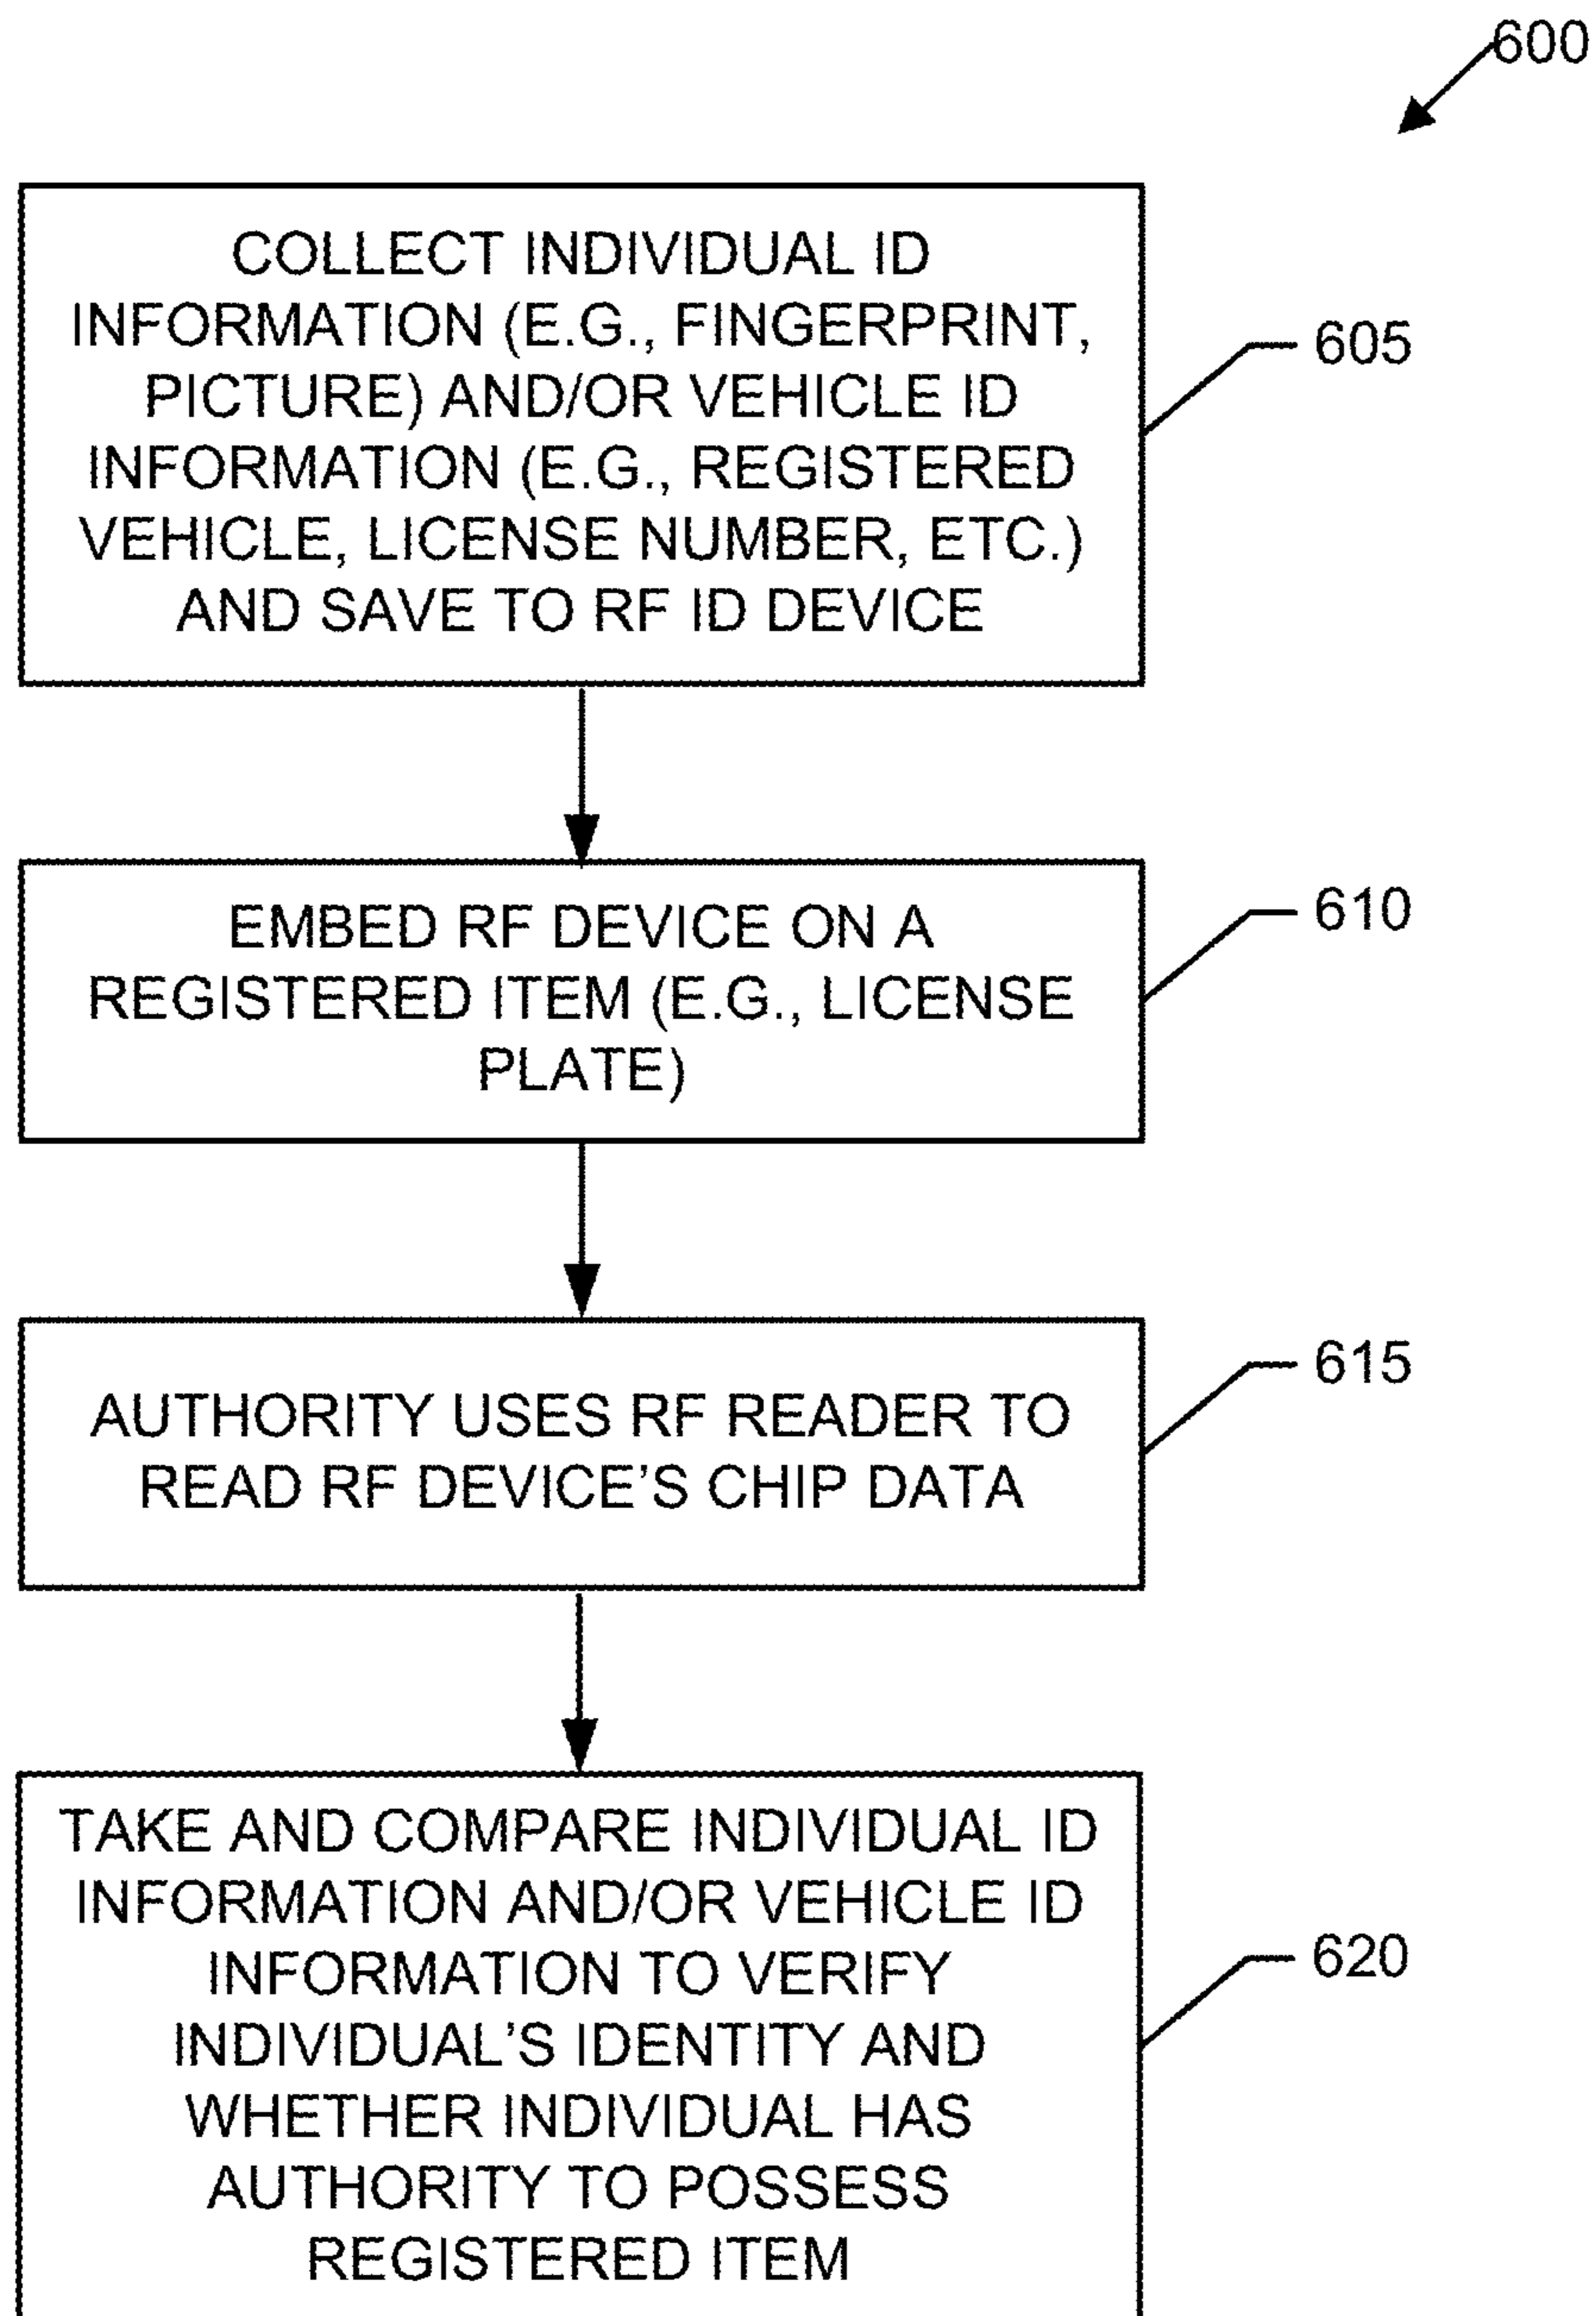 600
COLLECT INDIVIDUAL ID
INFORMATION (E.G., FINGERPRINT,
PICTURE) AND/OR VEHICLE ID
INFORMATION (E.G., REGISTERED
VEHICLE, LICENSE NUMBER, ETC.)
AND SAVE TO RF ID DEVICE
605
EMBED RF DEVICE ON A
REGISTERED ITEM (E.G., LICENSE
PLATE)
610
AUTHORITY USES RF READER TO
READ RF DEVICE'S CHIP DATA
615
TAKE AND COMPARE INDIVIDUAL ID
INFORMATION AND/OR VEHICLE ID
INFORMATION TO VERIFY
INDIVIDUAL'S IDENTITY AND
WHETHER INDIVIDUAL HAS
AUTHORITY TO POSSESS
REGISTERED ITEM
620